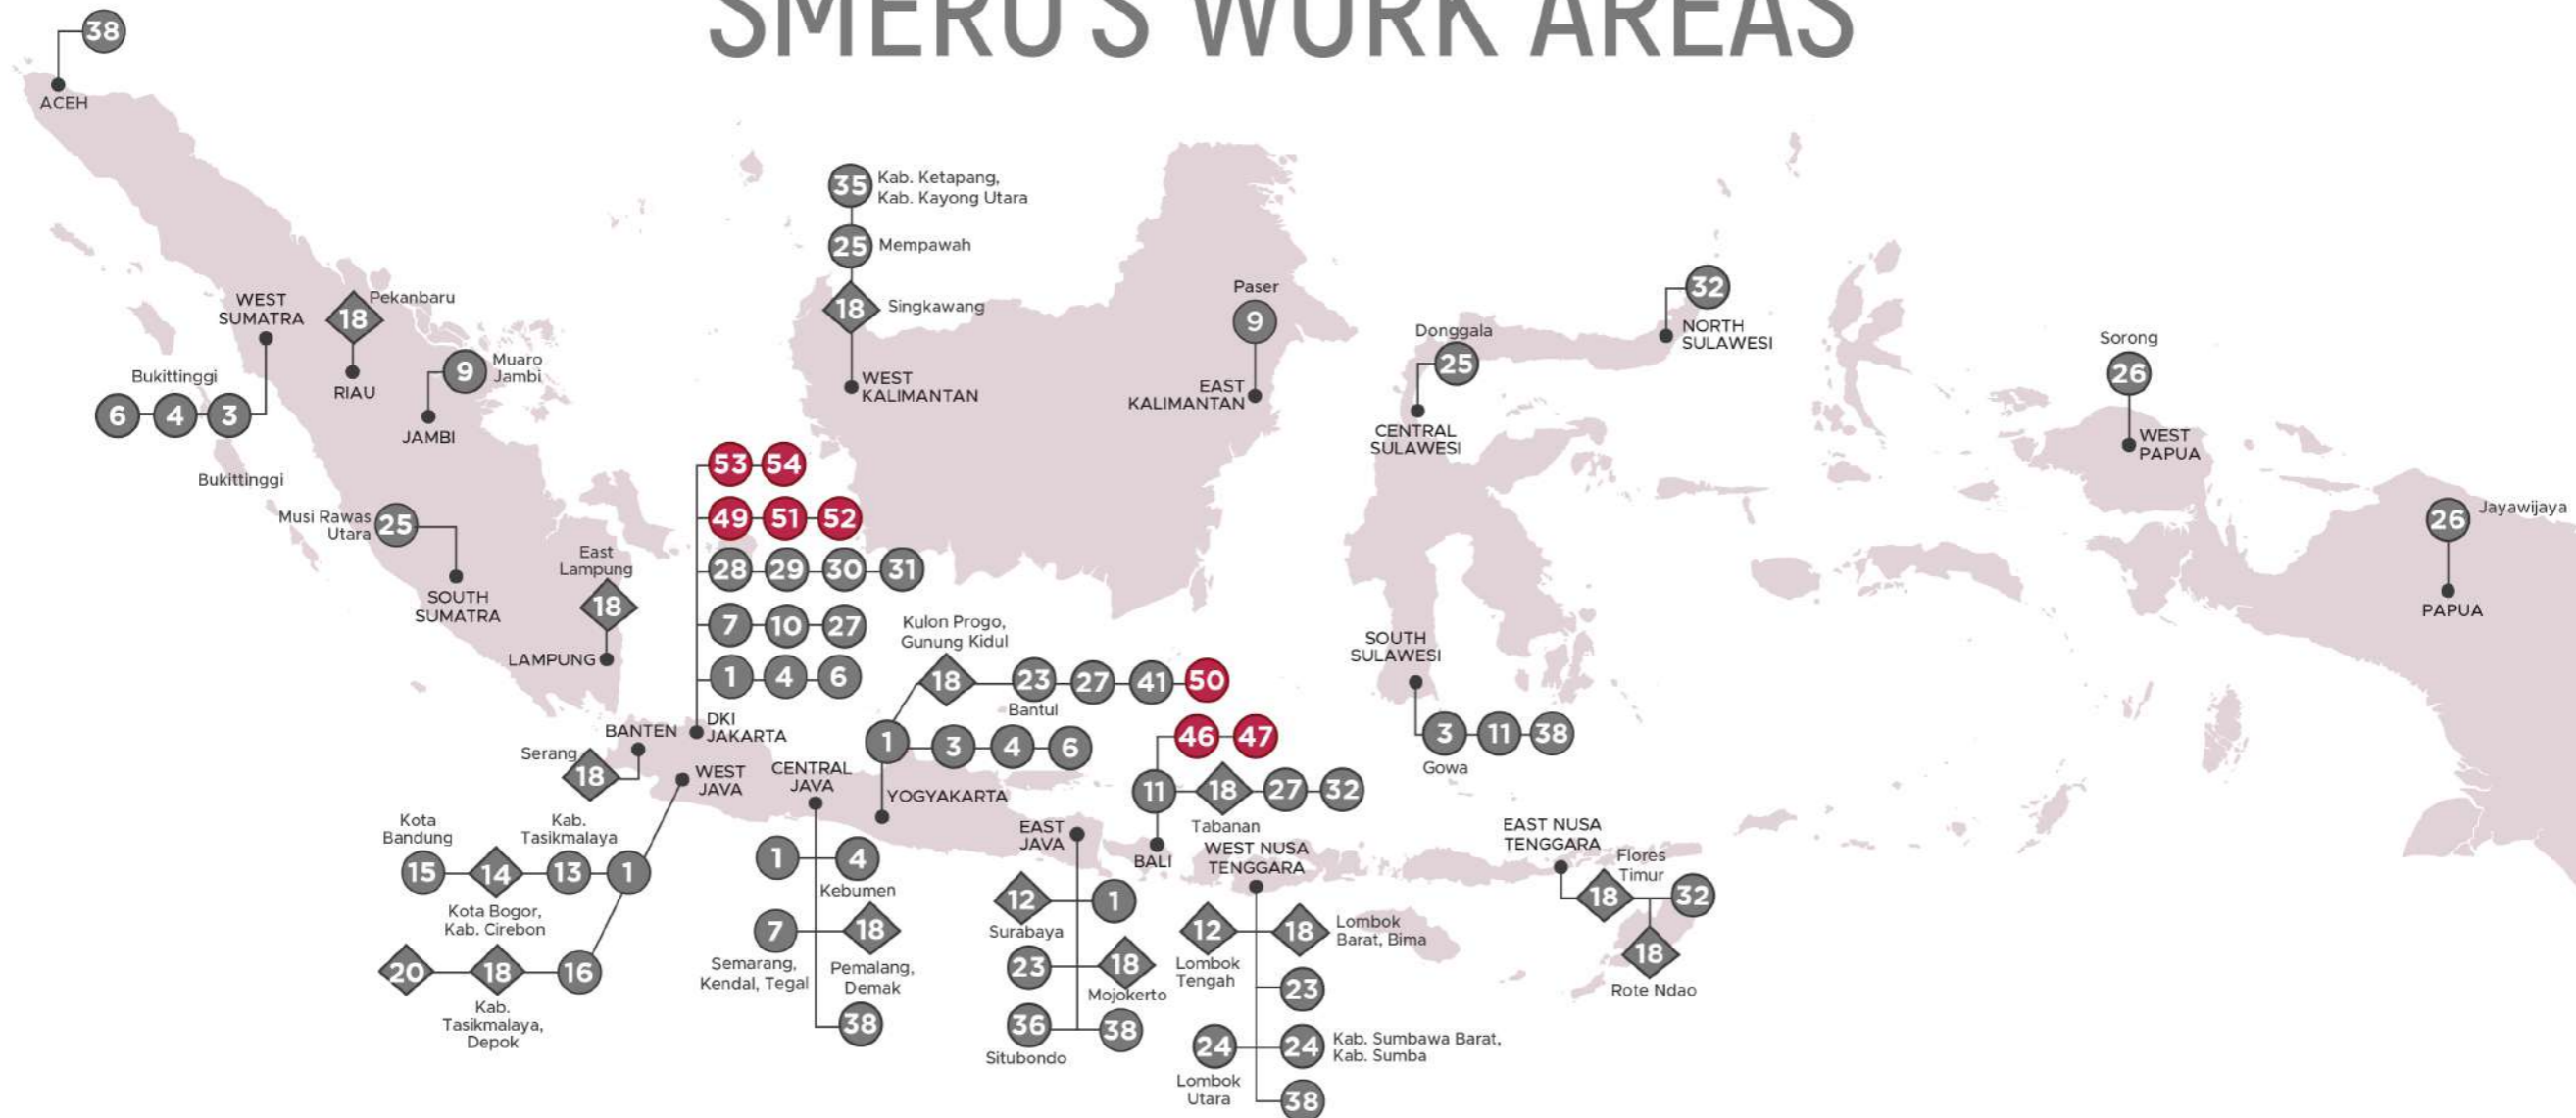 SMERU'S WORK AREAS
38
ACEH
35
Kab. Ketapang,
Kab. Kayong Utara
25
Mempawah
18
Singkawang
WEST
KALIMANTAN
Paser
9
EAST
KALIMANTAN
32
NORTH
SULAWESI
Donggala
25
CENTRAL
SULAWESI
Sorong
26
WEST
PAPUA
26
Jayawijaya
PAPUA
WEST
SUMATRA
Bukittinggi
6 4 3
Bukittinggi
Pekanbaru
18
RIAU
9
Muaro
Jambi
JAMBI
Musi Rawas
Utara
25
SOUTH
SUMATRA
East
Lampung
18
LAMPUNG
53 54
49 51 52
28 29 30 31
7 10 27
1 4 6
DKI
JAKARTA
BANTEN
Serang
18
WEST
JAVA
Kota
Bandung
Kab.
Tasikmalaya
15 14 13 1
Kota Bogor,
Kab. Cirebon
20 18 16
Kab.
Tasikmalaya,
Depok
CENTRAL
JAVA
1 4
Kebumen
7 18
Semarang,
Kendal, Tegal
Pemalang,
Demak
38
Kulon Progo,
Gunung Kidul
18 23 27 41 50
Bantul
1 3 4 6
YOGYAKARTA
EAST
JAVA
12 1
Surabaya
23 18
Mojokerto
36 38
Situbondo
46 47
11 18 27 32
Tabanan
BALI
WEST NUSA
TENGGARA
12 18
Lombok
Barat, Bima
Lombok
Tengah
23
24 24
Kab. Sumbawa Barat,
Kab. Sumba
Lombok
Utara
38
SOUTH
SULAWESI
3 11 38
Gowa
EAST NUSA
TENGGARA
Flores
Timur
18 32
18
Rote Ndao